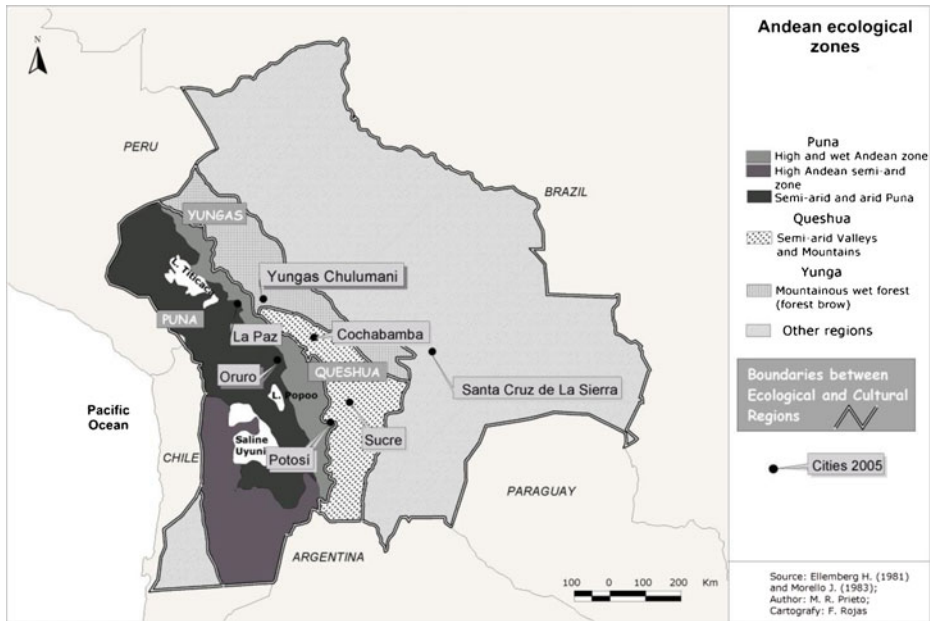 N
PERU
BRAZIL
YUNGAS
L. Titicaca
Yungas Chulumani
PUNA
La Paz
Cochabamba
Oruro
QUESHUA
Santa Cruz de La Sierra
L. Popoo
Pacific
Ocean
Saline
Uyuni
Sucre
CHILE
Potosí
PARAGUAY
ARGENTINA
100 0 100 200 Km
Andean ecological
zones
Puna
High and wet Andean zone
High Andean semi-arid
zone
Semi-arid and arid Puna
Queshua
Semi-arid Valleys
and Mountains
Yunga
Mountainous wet forest
(forest brow)
Other regions
Boundaries between
Ecological and Cultural
Regions
Cities 2005
Source: Ellemberg H. (1981)
and Morello J. (1983);
Author: M. R. Prieto;
Cartografy: F. Rojas